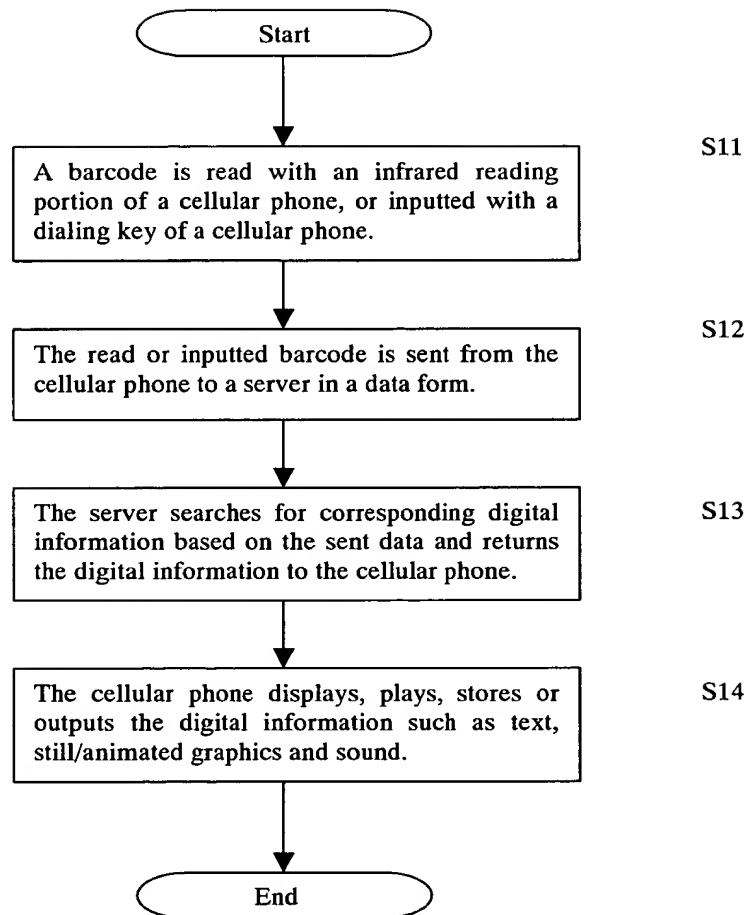 Start
S11
A barcode is read with an infrared reading
portion of a cellular phone, or inputted with a
dialing key of a cellular phone.
S12
The read or inputted barcode is sent from the
cellular phone to a server in a data form.
S13
The server searches for corresponding digital
information based on the sent data and returns
the digital information to the cellular phone.
S14
The cellular phone displays, plays, stores or
outputs the digital information such as text,
still/animated graphics and sound.
End